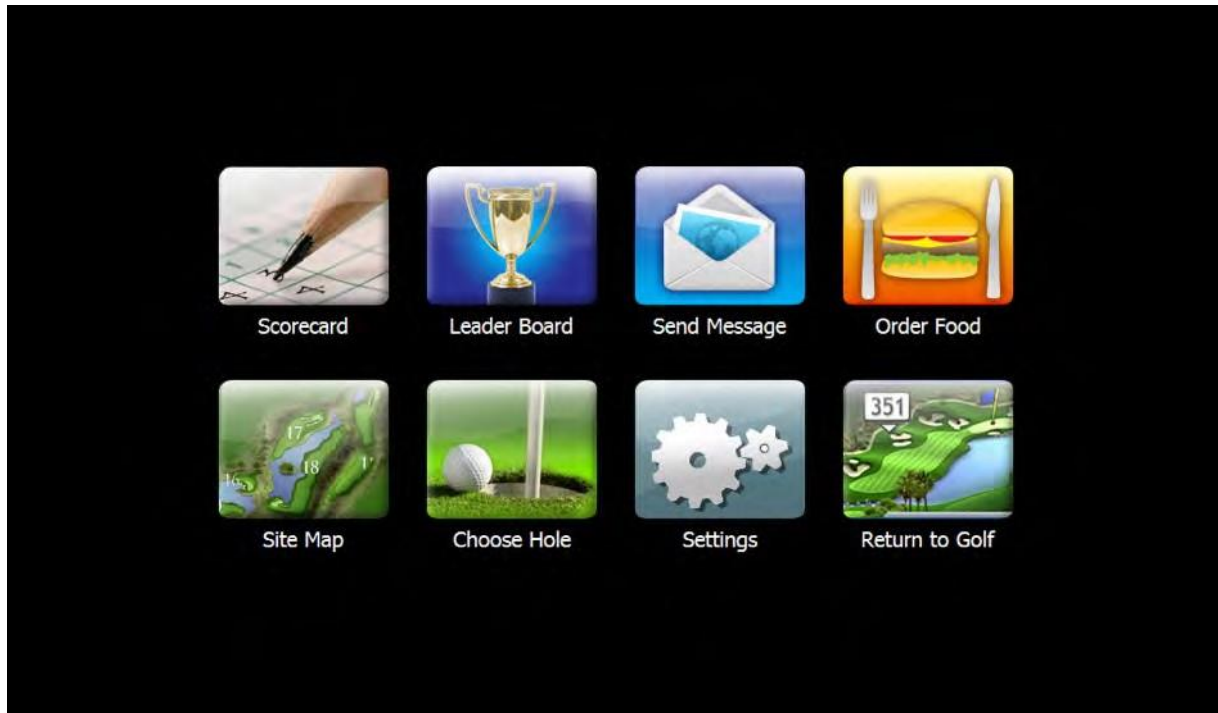 Scorecard
Leader Board
Send Message
Order Food
17
18
16
351
Site Map
Choose Hole
Settings
Return to Golf